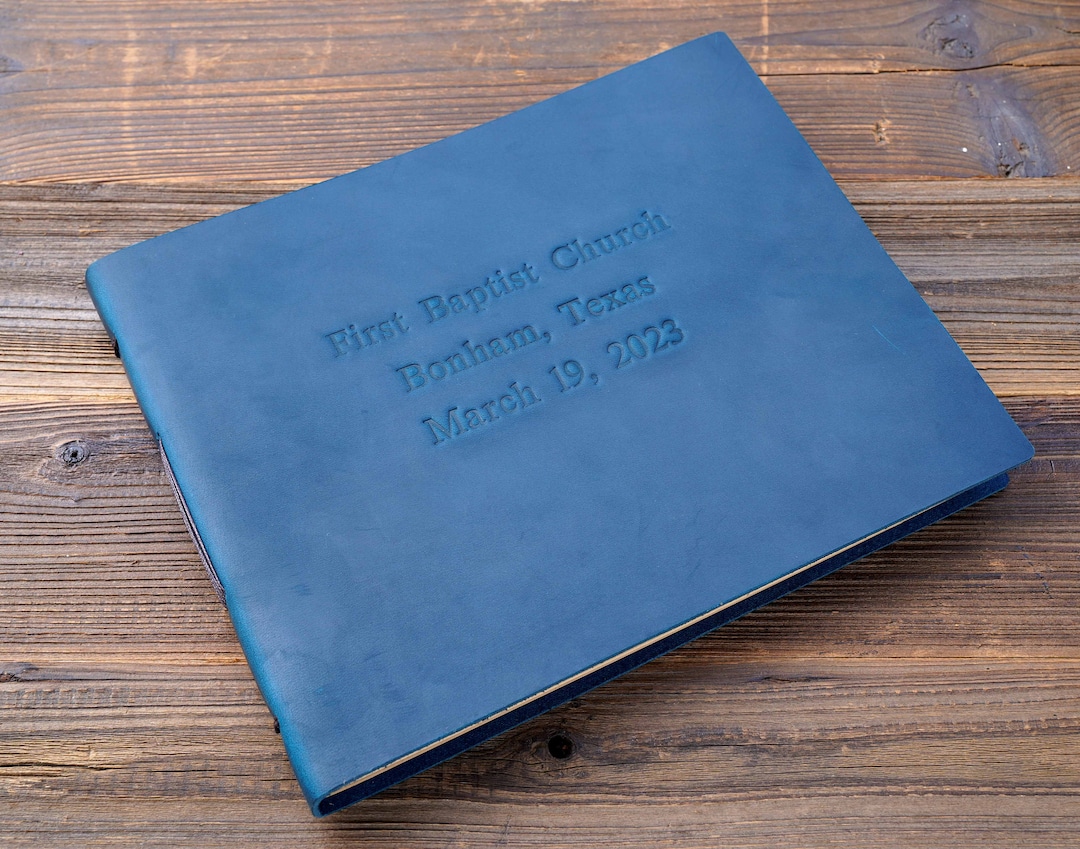 First Baptist Church
Bonham, Texas
March 19, 2023